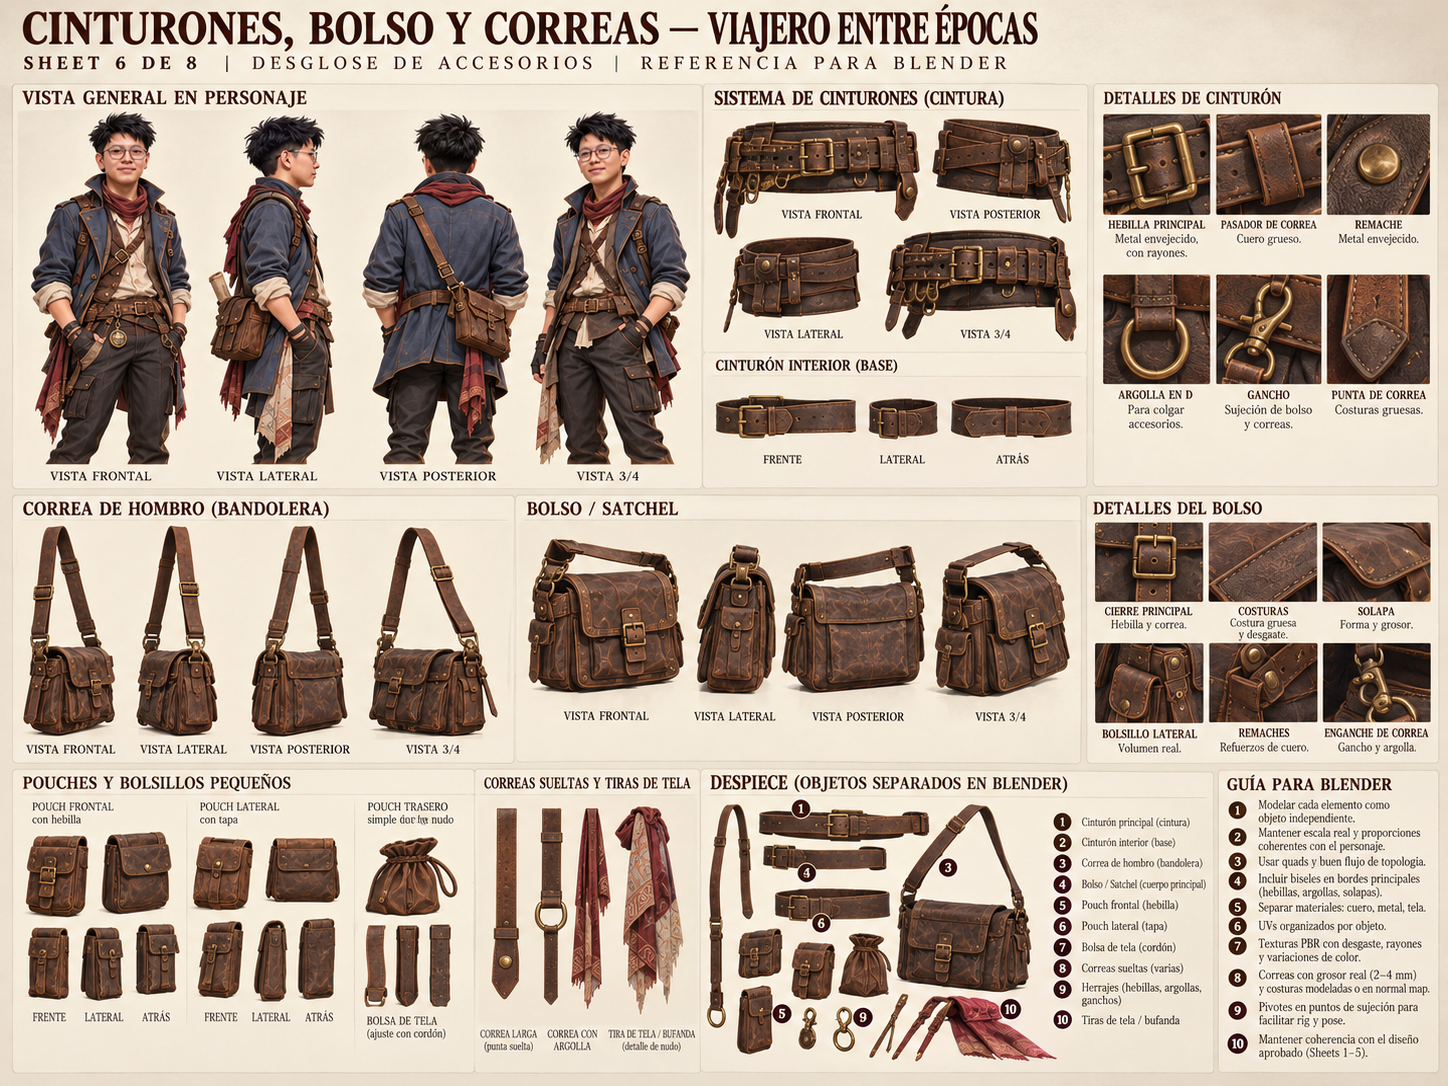 CINTURONES, BOLSO Y CORREAS — VIAJERO ENTRE ÉPOCAS
SHEET 6 DE 8 | DESGLOSE DE ACCESORIOS | REFERENCIA PARA BLENDER
VISTA GENERAL EN PERSONAJE
VISTA FRONTAL
VISTA LATERAL
VISTA POSTERIOR
VISTA 3/4
SISTEMA DE CINTURONES (CINTURA)
VISTA FRONTAL
VISTA POSTERIOR
VISTA LATERAL
VISTA 3/4
CINTURÓN INTERIOR (BASE)
FRENTE
LATERAL
ATRÁS
DETALLES DE CINTURÓN
HEBILLA PRINCIPAL
Metal envejecido,
con rayones.
PASADOR DE CORREA
Cuero grueso.
REMACHE
Metal envejecido.
ARGOLLA EN D
Para colgar
accesorios.
GANCHO
Sujeción de bolso
y correas.
PUNTA DE CORREA
Costuras gruesas.
CORREA DE HOMBRO (BANDOLERA)
VISTA FRONTAL
VISTA LATERAL
VISTA POSTERIOR
VISTA 3/4
BOLSO / SATCHEL
VISTA FRONTAL
VISTA LATERAL
VISTA POSTERIOR
VISTA 3/4
DETALLES DEL BOLSO
CIERRE PRINCIPAL
Hebilla y correa.
COSTURAS
Costura gruesa
y desgaate.
SOLAPA
Forma y grosor.
BOLSILLO LATERAL
Volumen real.
REMACHES
Refuerzos de cuero.
ENGANCHE DE CORREA
Gancho y argolla.
POUCHES Y BOLSILLOS PEQUEÑOS
POUCH FRONTAL
con hebilla
POUCH LATERAL
con tapa
POUCH TRASERO
simple nudo
FRENTE
LATERAL
ATRÁS
FRENTE
LATERAL
ATRÁS
BOLSA DE TELA
(ajuste con cordón)
CORREAS SUELTAS Y TIRAS DE TELA
CORREA LARGA
(punta suelta)
CORREA CON
ARGOLLA
TIRA DE TELA / BUFANDA
(detalle de nudo)
DESPIECE (OBJETOS SEPARADOS EN BLENDER)
1
4
3
6
5
9
10
1 Cinturón principal (cintura)
2 Cinturón interior (base)
3 Correa de hombro (bandolera)
4 Bolso / Satchel (cuerpo principal)
5 Pouch frontal (hebilla)
6 Pouch lateral (tapa)
7 Bolsa de tela (cordón)
8 Correas sueltas (varias)
9 Herrajes (hebillas, argollas,
ganchos)
10 Tiras de tela / bufanda
GUÍA PARA BLENDER
1 Modelar cada elemento como
objeto independiente.
2 Mantener escala real y proporciones
coherentes con el personaje.
3 Usar quads y buen flujo de topologia.
4 Incluir biseles en bordes principales
(hebillas, argollas, solapas).
5 Separar materiales: cuero, metal, tela.
6 UVs organizados por objeto.
7 Texturas PBR con desgaste, rayones
y variaciones de color.
8 Correas con grosor real (2–4 mm)
y costuras modeladas o en normal map.
9 Pivotes en puntos de sujeción para
facilitar rig y pose.
10 Mantener coherencia con el diseño
aprobado (Sheets 1–5).